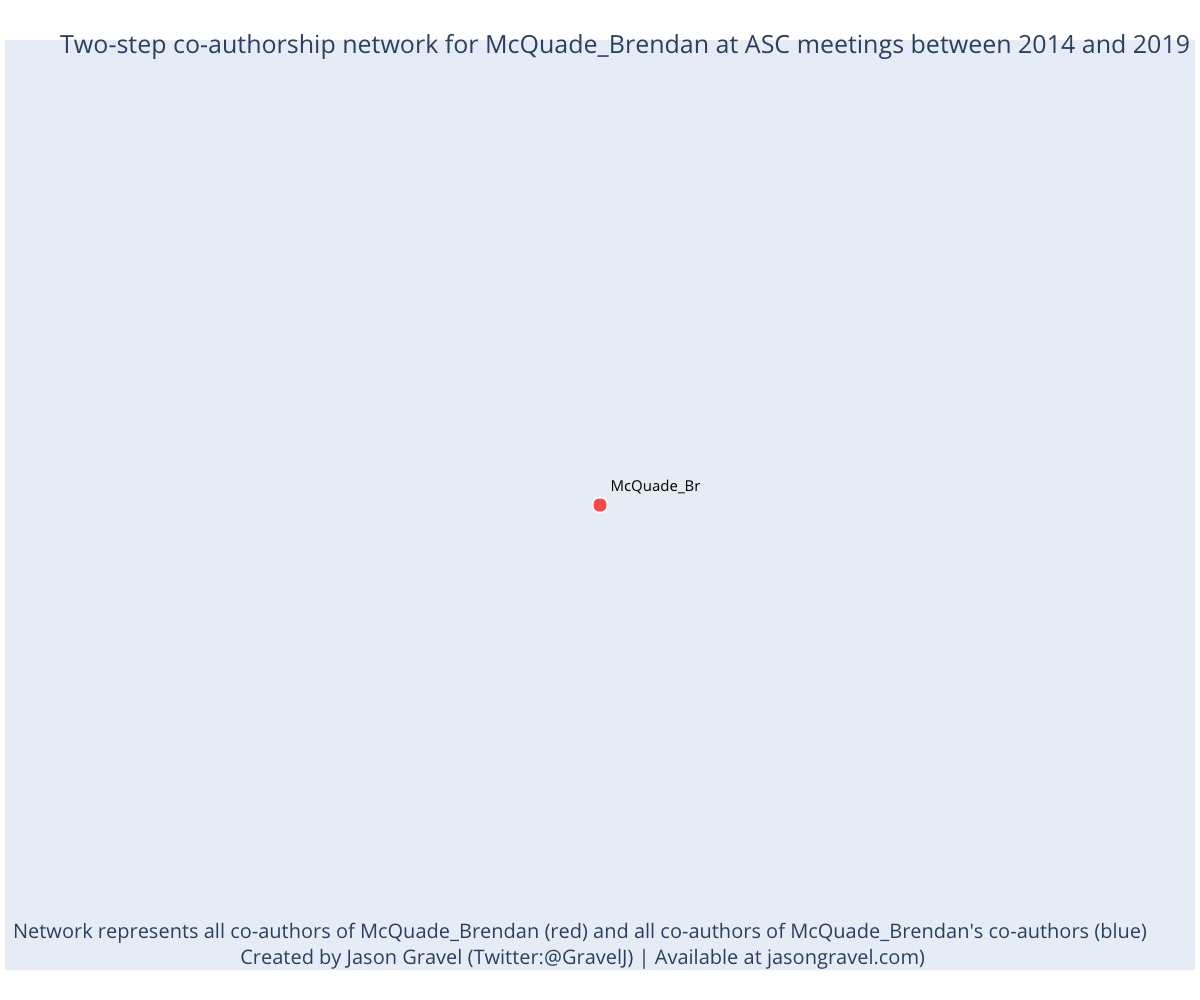 Two-step co-authorship network for McQuade_Brendan at ASC meetings between 2014 and 2019
McQuade_Br
Network represents all co-authors of McQuade_Brendan (red) and all co-authors of McQuade_Brendan's co-authors (blue)
Created by Jason Gravel (Twitter:@GravelJ) | Available at jasongravel.com)